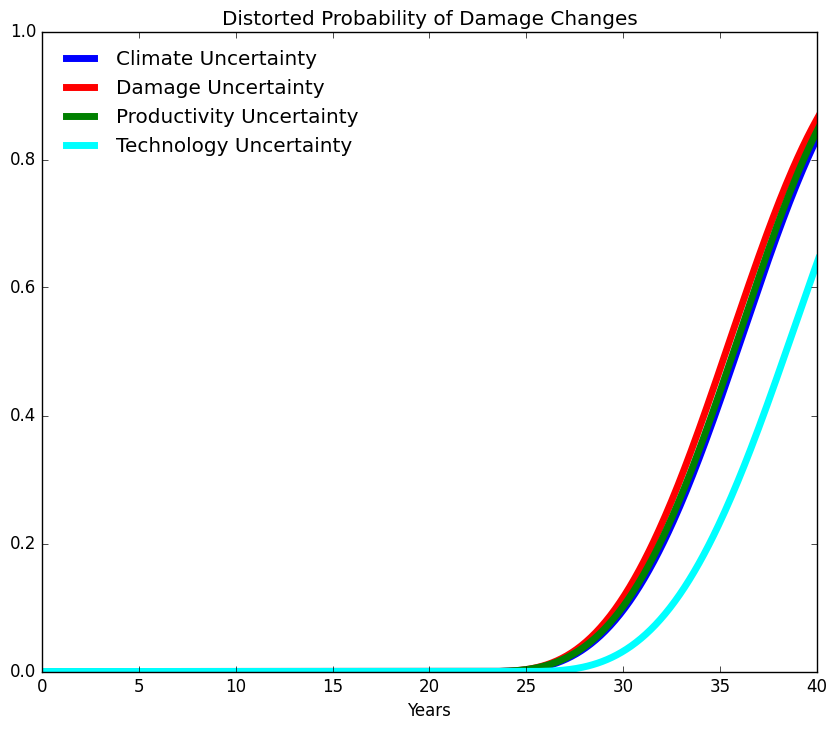 Distorted Probability of Damage Changes
1.0
Climate Uncertainty
Damage Uncertainty
Productivity Uncertainty
Technology Uncertainty
0.8
0.6
0.4
0.2
0.0
0 5 10 15 20 25 30 35 40
Years